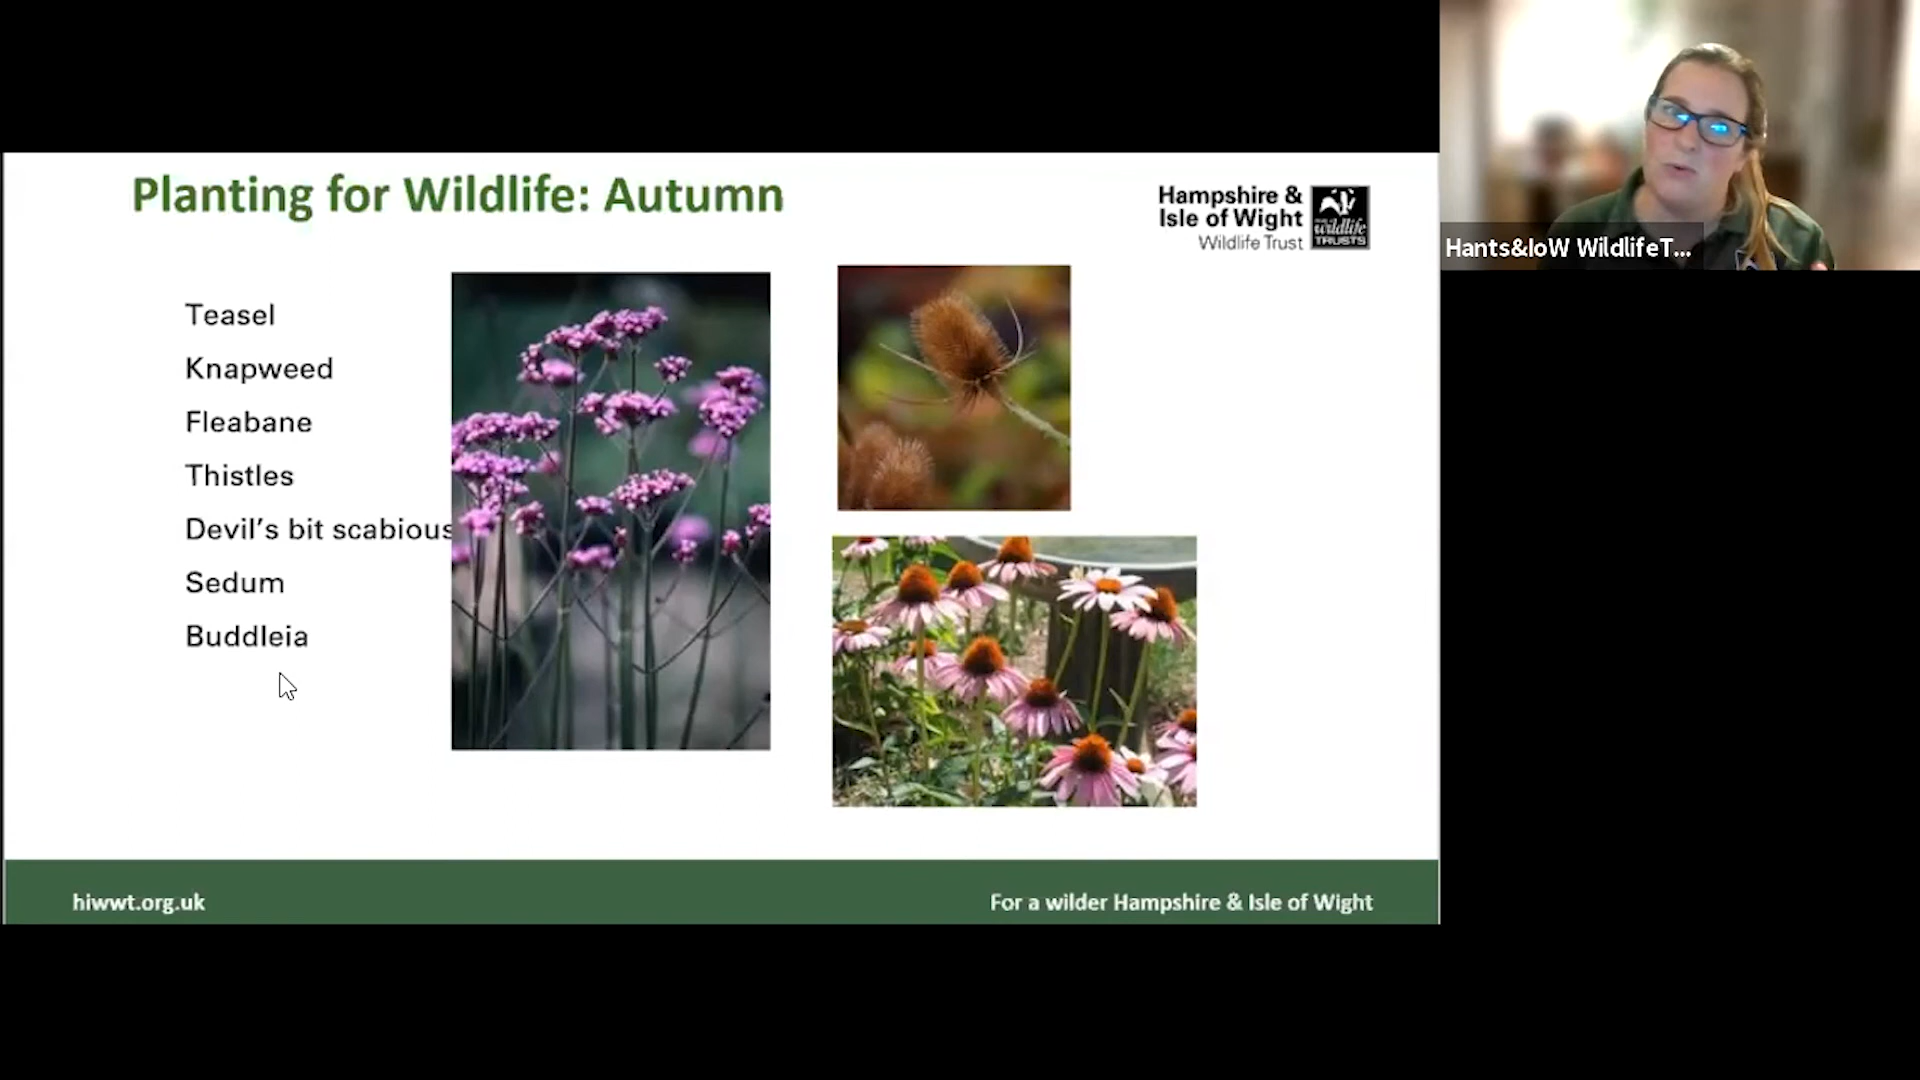 Planting for Wildlife: Autumn
Hampshire &
Isle of Wight
Wildlife Trust
wildlife
TRUSTS
Teasel
Knapweed
Fleabane
Thistles
Devil's bit scabious
Sedum
Buddleia
hiwwt.org.uk
For a wilder Hampshire & Isle of Wight
Hants&IoW WildlifeT...